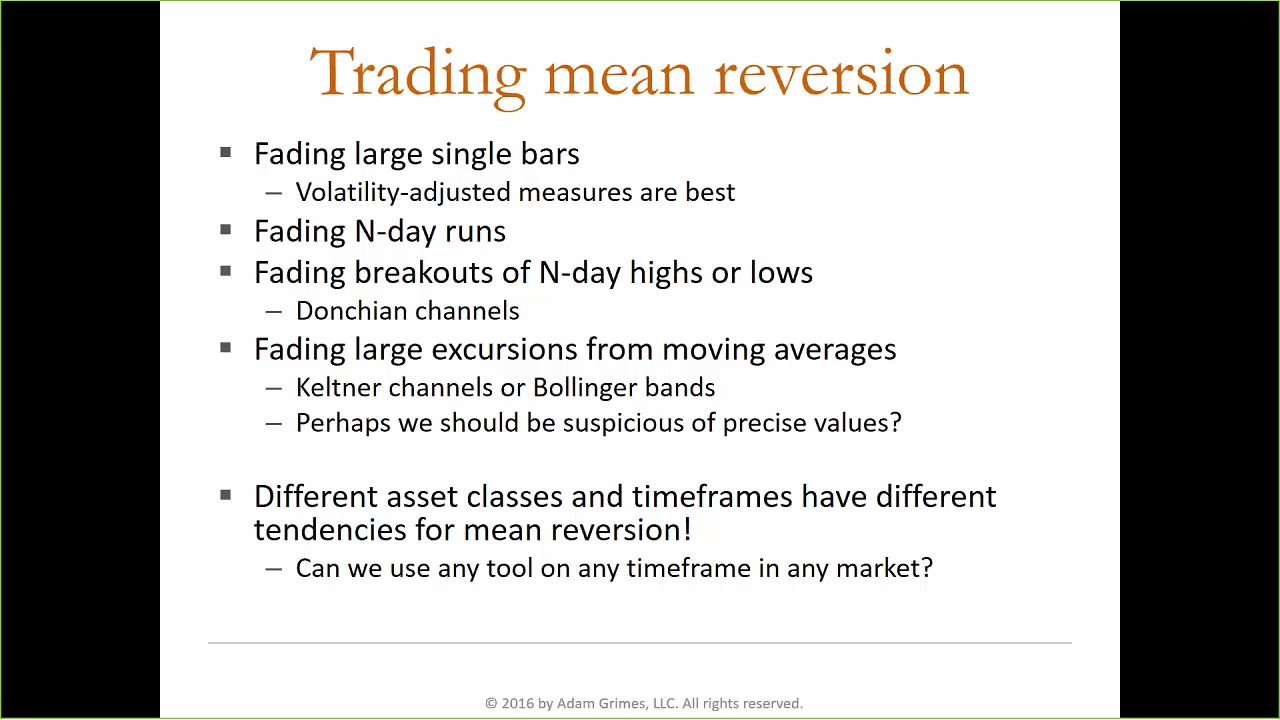 Trading mean reversion
▪ Fading large single bars
– Volatility-adjusted measures are best
▪ Fading N-day runs
▪ Fading breakouts of N-day highs or lows
– Donchian channels
▪ Fading large excursions from moving averages
– Keltner channels or Bollinger bands
– Perhaps we should be suspicious of precise values?
▪ Different asset classes and timeframes have different
tendencies for mean reversion!
– Can we use any tool on any timeframe in any market?
© 2016 by Adam Grimes, LLC. All rights reserved.